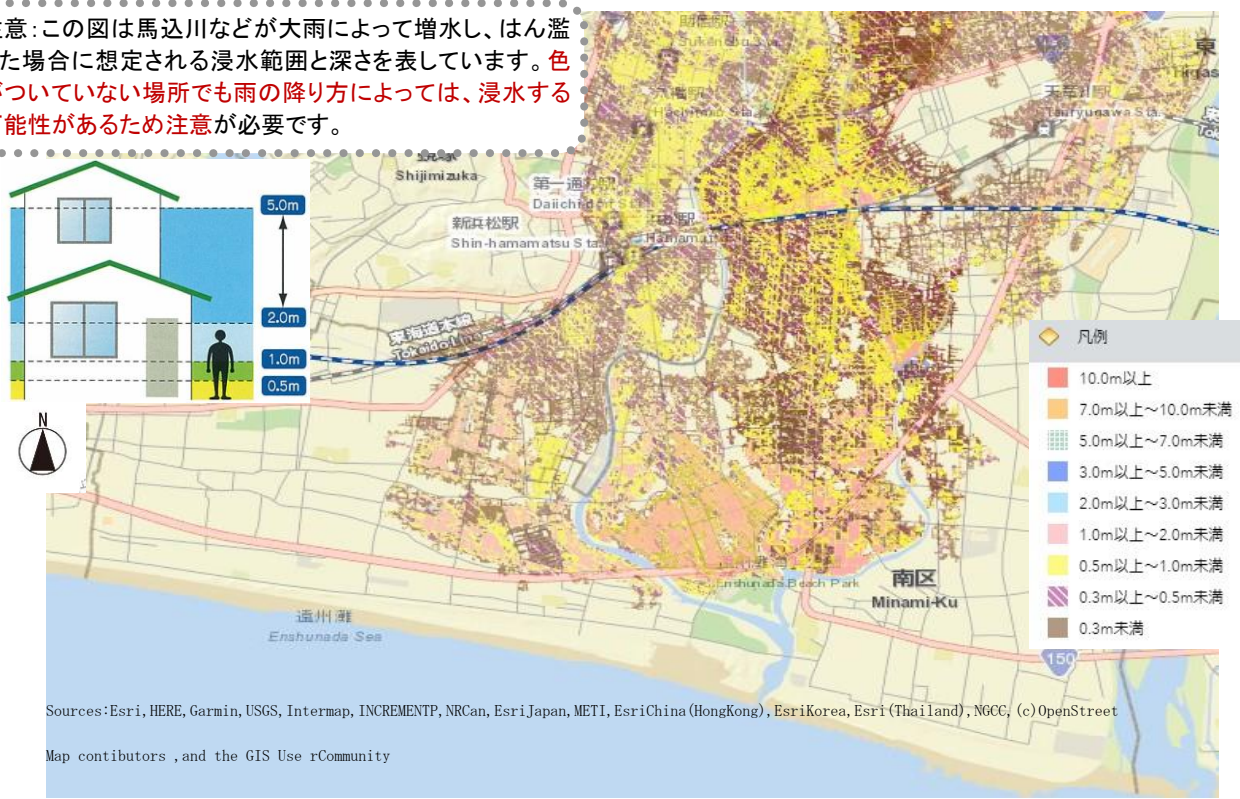 意：この図は馬込川などが大雨によって増水し、はん濫
た場合に想定される浸水範囲と深さを表しています。色
がついていない場所でも雨の降り方によっては、浸水する
能性があるため注意が必要です。
Shijimizuka
第一通
Daiichi-dori Sta.
新浜松駅
Shin-hamamatsu Sta.
天竜川駅
Tenryugawa Sta.
東
東海道本線
Tokaido Line
5.0m
2.0m
1.0m
0.5m
N
凡例
10.0m以上
7.0m以上～10.0m未満
5.0m以上～7.0m未満
3.0m以上～5.0m未満
2.0m以上～3.0m未満
1.0m以上～2.0m未満
0.5m以上～1.0m未満
0.3m以上～0.5m未満
0.3m未満
Enshunada Beach Park
南区
Minami-Ku
遠州灘
Enshunada Sea
150
Sources:Esri,HERE,Garmin,USGS,Intermap,INCREMENTP,NRCan,EsriJapan,METI,EsriChina(HongKong),EsriKorea,Esri(Thailand),NGCC,(c)OpenStreet
Map contibutors ,and the GIS Use rCommunity